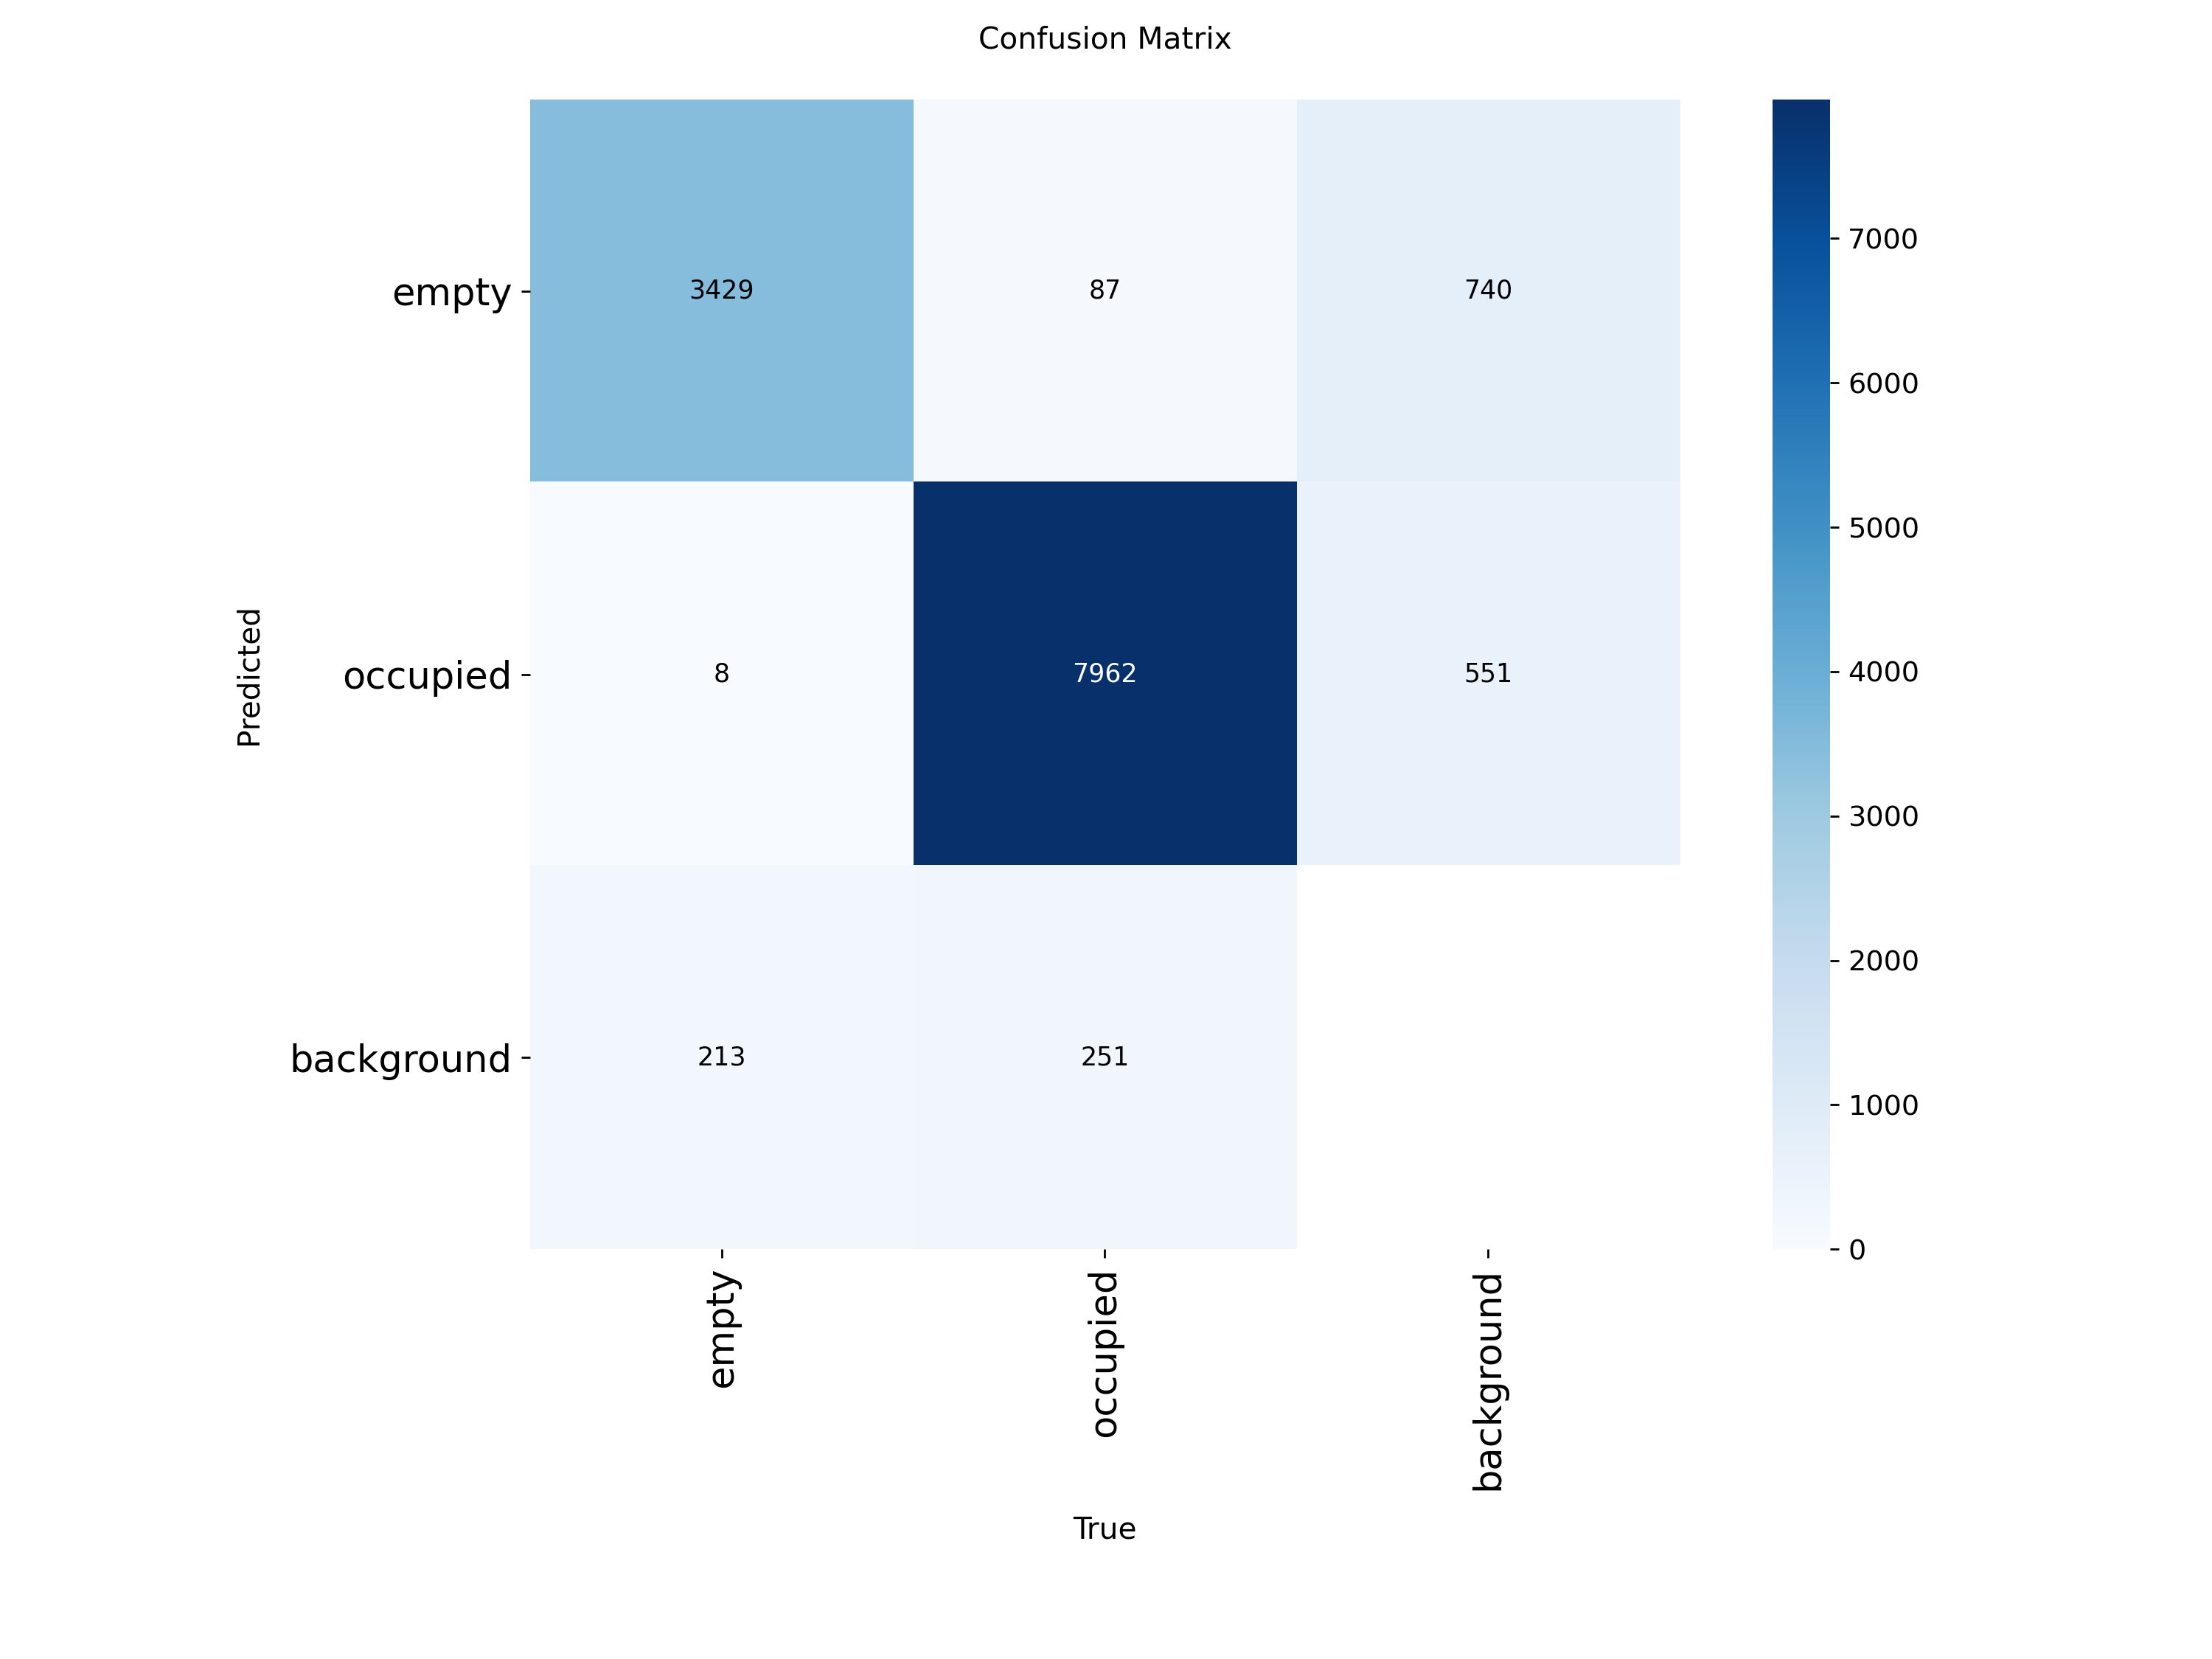 Confusion Matrix
Predicted
empty
3429
87
740
occupied
8
7962
551
background
213
251
empty
occupied
background
True
7000
6000
5000
4000
3000
2000
1000
0